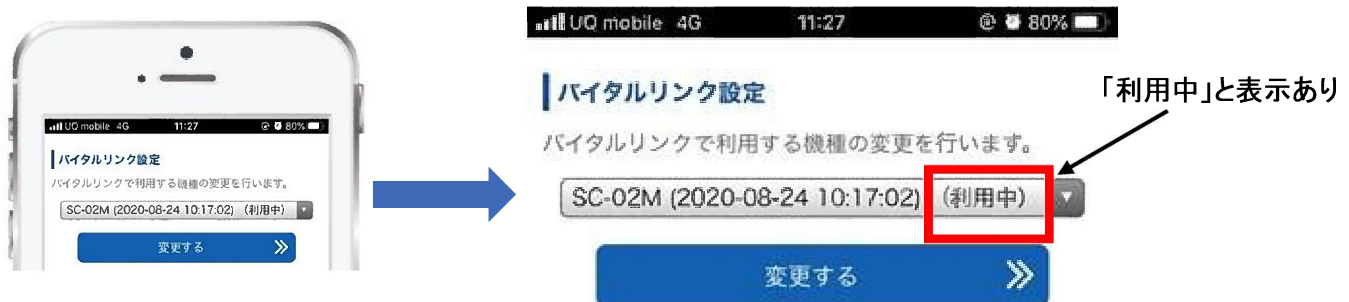 UQ mobile 4G 11:27 80%
バイタルリンク設定
バイタルリンクで利用する機種の変更を行います。
SC-02M (2020-08-24 10:17:02) (利用中)
変更する
UQ mobile 4G 11:27 80%
バイタルリンク設定
バイタルリンクで利用する機種の変更を行います。
SC-02M (2020-08-24 10:17:02) (利用中)
変更する
「利用中」と表示あり